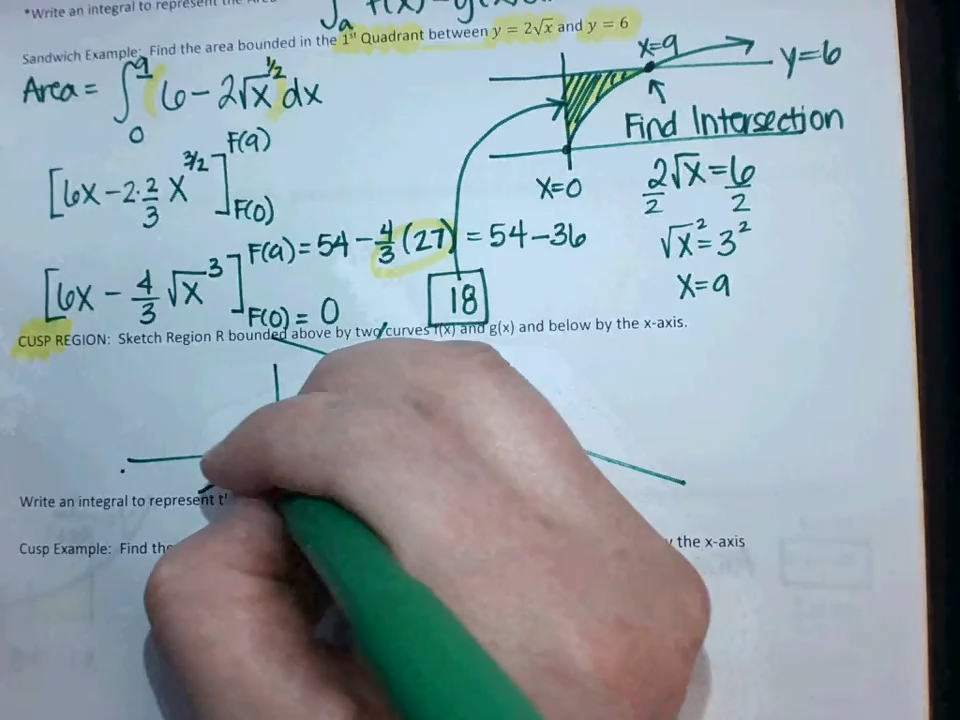 *Write an integral to represent the Area
∫a f(x) - g(x)
Sandwich Example: Find the area bounded in the 1st Quadrant between y = 2√x and y = 6
Area = ∫₀⁹ (6 - 2√x^1/2 dx
x=9
y=6
[6x - 2·2/3 x^3/2] F(9) F(0)
Find Intersection
x=0
2√x = 6
2 2
√x² = 3²
x=9
[6x - 4/3 √x³] F(9) = 54 - 4/3 (27) = 54 - 36
F(0) = 0
18
CUSP REGION: Sketch Region R bounded above by two curves f(x) and g(x) and below by the x-axis.
Write an integral to represent
Cusp Example: Find the
the x-axis